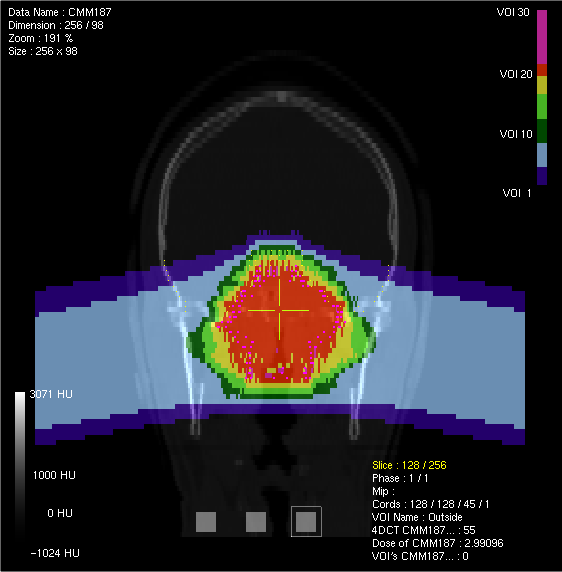 Data Name : CMM187
Dimension : 256 / 98
Zoom : 191 %
Size : 256 x 98
VOI 30
VOI 20
VOI 10
VOI 1
3071 HU
1000 HU
0 HU
-1024 HU
Slice : 128 / 256
Phase : 1 / 1
Mip :
Cords : 128 / 128 / 45 / 1
VOI Name : Outside
4DCT CMM187... : 55
Dose of CMM187 : 2.99096
VOI's CMM187... : 0